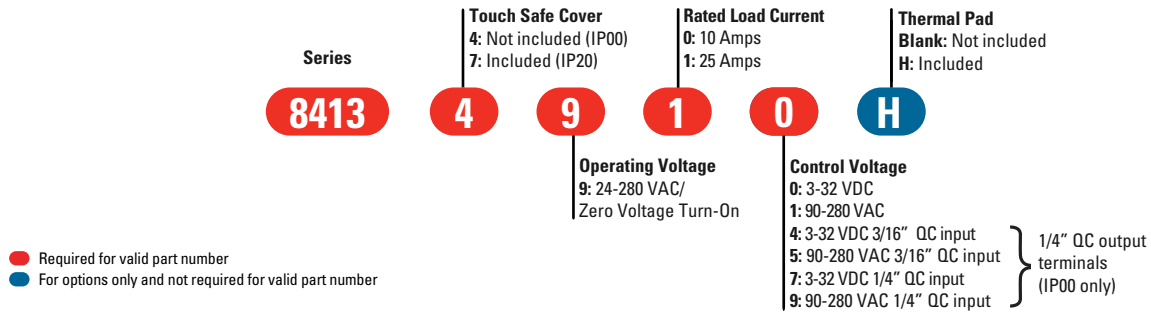 Touch Safe Cover
4: Not included (IP00)
7: Included (IP20)
Rated Load Current
0: 10 Amps
1: 25 Amps
Thermal Pad
Blank: Not included
H: Included
Series
8413
4
9
1
0
H
Operating Voltage
9: 24-280 VAC/
Zero Voltage Turn-On
Control Voltage
0: 3-32 VDC
1: 90-280 VAC
4: 3-32 VDC 3/16” QC input
5: 90-280 VAC 3/16” QC input
7: 3-32 VDC 1/4” QC input
9: 90-280 VAC 1/4” QC input
1/4” QC output
terminals
(IP00 only)
Required for valid part number
For options only and not required for valid part number